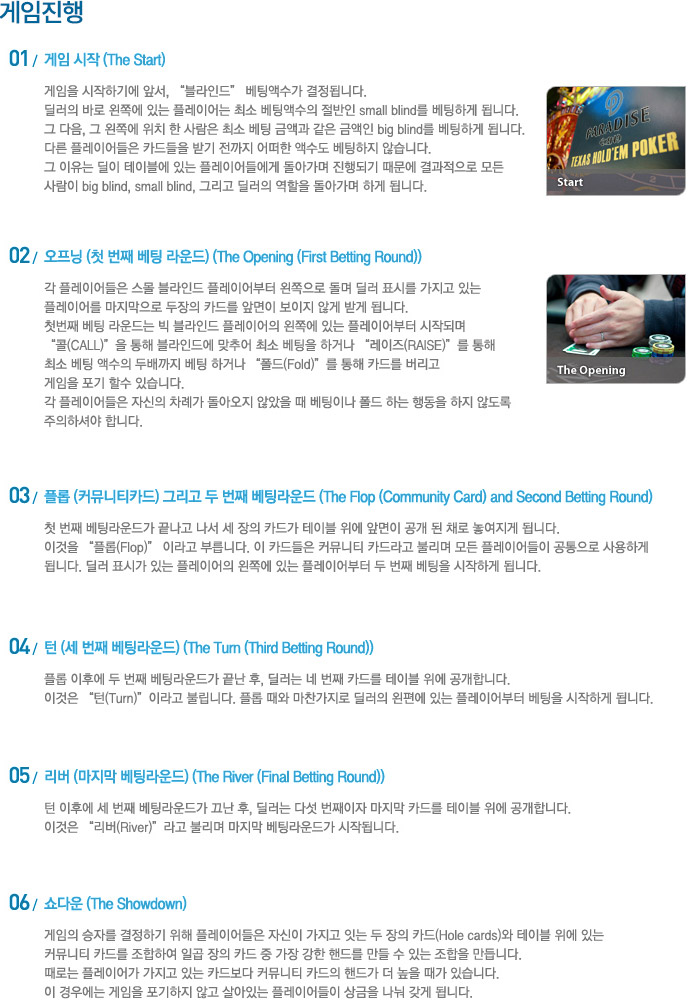 게임진행
01 / 게임 시작 (The Start)
게임을 시작하기에 앞서, “블라인드” 베팅액수가 결정됩니다.
딜러의 바로 왼쪽에 있는 플레이어는 최소 베팅액수의 절반인 small blind를 베팅하게 됩니다.
그 다음, 그 왼쪽에 위치 한 사람은 최소 베팅 금액과 같은 금액인 big blind를 베팅하게 됩니다.
다른 플레이어들은 카드들을 받기 전까지 어떠한 액수도 베팅하지 않습니다.
그 이유는 딜이 테이블에 있는 플레이어들에게 돌아가며 진행되기 때문에 결과적으로 모든
사람이 big blind, small blind, 그리고 딜러의 역할을 돌아가며 하게 됩니다.
PARADISE
TEXAS HOLD'EM POKER
Start
02 / 오프닝 (첫 번째 베팅 라운드) (The Opening (First Betting Round))
각 플레이어들은 스몰 블라인드 플레이어부터 왼쪽으로 돌며 딜러 표시를 가지고 있는
플레이어를 마지막으로 두장의 카드를 앞면이 보이지 않게 받게 됩니다.
첫번째 베팅 라운드는 빅 블라인드 플레이어의 왼쪽에 있는 플레이어부터 시작되며
“콜(CALL)”을 통해 블라인드에 맞추어 최소 베팅을 하거나 “레이즈(RAISE)”를 통해
최소 베팅 액수의 두배까지 베팅 하거나 “폴드(Fold)”를 통해 카드를 버리고
게임을 포기 할수 있습니다.
각 플레이어들은 자신의 차례가 돌아오지 않았을 때 베팅이나 폴드 하는 행동을 하지 않도록
주의하셔야 합니다.
The Opening
03 / 플롭 (커뮤니티카드) 그리고 두 번째 베팅라운드 (The Flop (Community Card) and Second Betting Round)
첫 번째 베팅라운드가 끝나고 나서 세 장의 카드가 테이블 위에 앞면이 공개 된 채로 놓여지게 됩니다.
이것을 “플롭(Flop)” 이라고 부릅니다. 이 카드들은 커뮤니티 카드라고 불리며 모든 플레이어들이 공통으로 사용하게
됩니다. 딜러 표시가 있는 플레이어의 왼쪽에 있는 플레이어부터 두 번째 베팅을 시작하게 됩니다.
04 / 턴 (세 번째 베팅라운드) (The Turn (Third Betting Round))
플롭 이후에 두 번째 베팅라운드가 끝난 후, 딜러는 네 번째 카드를 테이블 위에 공개합니다.
이것은 “턴(Turn)”이라고 불립니다. 플롭 때와 마찬가지로 딜러의 왼편에 있는 플레이어부터 베팅을 시작하게 됩니다.
05 / 리버 (마지막 베팅라운드) (The River (Final Betting Round))
턴 이후에 세 번째 베팅라운드가 끄난 후, 딜러는 다섯 번째이자 마지막 카드를 테이블 위에 공개합니다.
이것은 “리버(River)”라고 불리며 마지막 베팅라운드가 시작됩니다.
06 / 쇼다운 (The Showdown)
게임의 승자를 결정하기 위해 플레이어들은 자신이 가지고 잇는 두 장의 카드(Hole cards)와 테이블 위에 있는
커뮤니티 카드를 조합하여 일곱 장의 카드 중 가장 강한 핸드를 만들 수 있는 조합을 만듭니다.
때로는 플레이어가 가지고 있는 카드보다 커뮤니티 카드의 핸드가 더 높을 때가 있습니다.
이 경우에는 게임을 포기하지 않고 살아있는 플레이어들이 상금을 나눠 갖게 됩니다.